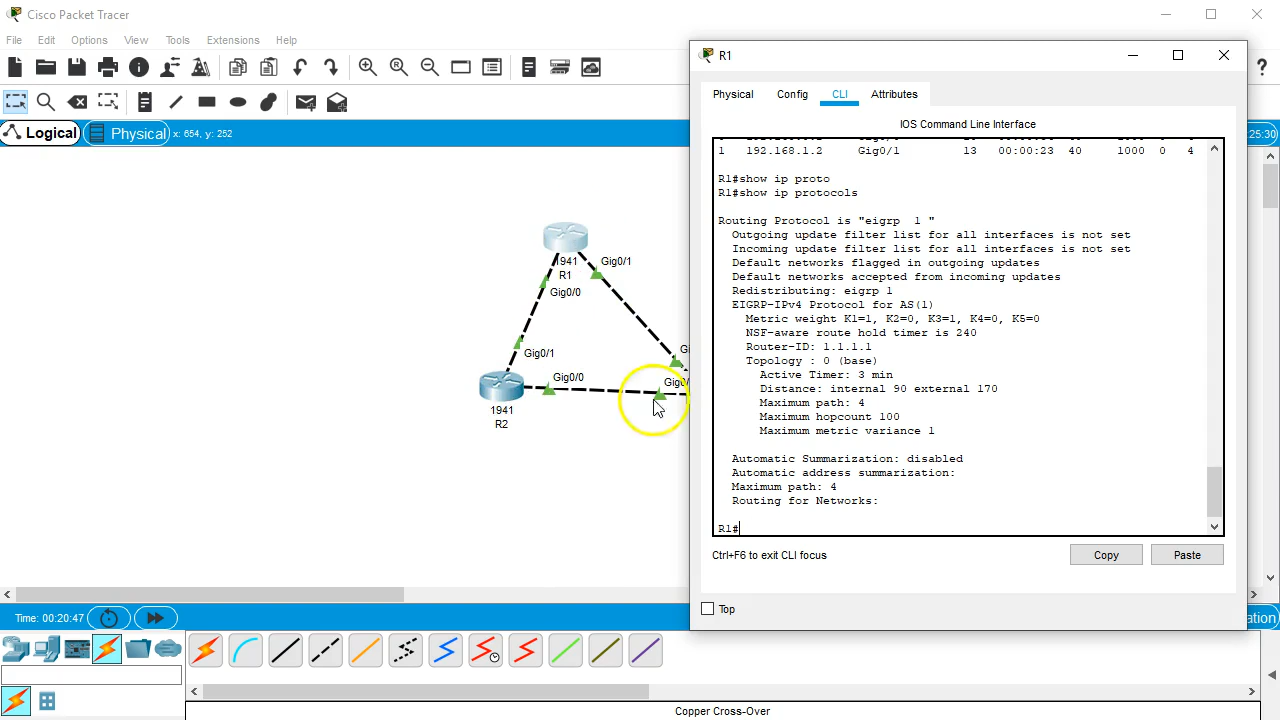 Cisco Packet Tracer
File Edit Options View Tools Extensions Help
Logical Physical x: 654, y: 252
25:30
1941
R1
Gig0/1
Gig0/0
Gig0/1
Gig0/0
1941
R2
R1
Physical Config CLI Attributes
IOS Command Line Interface
1 192.168.1.2 Gig0/1 13 00:00:23 40 1000 0 4
R1#show ip proto
R1#show ip protocols
Routing Protocol is "eigrp 1 "
Outgoing update filter list for all interfaces is not set
Incoming update filter list for all interfaces is not set
Default networks flagged in outgoing updates
Default networks accepted from incoming updates
Redistributing: eigrp 1
EIGRP-IPv4 Protocol for AS(1)
Metric weight K1=1, K2=0, K3=1, K4=0, K5=0
NSF-aware route hold timer is 240
Router-ID: 1.1.1.1
Topology : 0 (base)
Active Timer: 3 min
Distance: internal 90 external 170
Maximum path: 4
Maximum hopcount 100
Maximum metric variance 1
Automatic Summarization: disabled
Automatic address summarization:
Maximum path: 4
Routing for Networks:
R1#
Ctrl+F6 to exit CLI focus
Copy Paste
Top
Time: 00:20:47
Copper Cross-Over